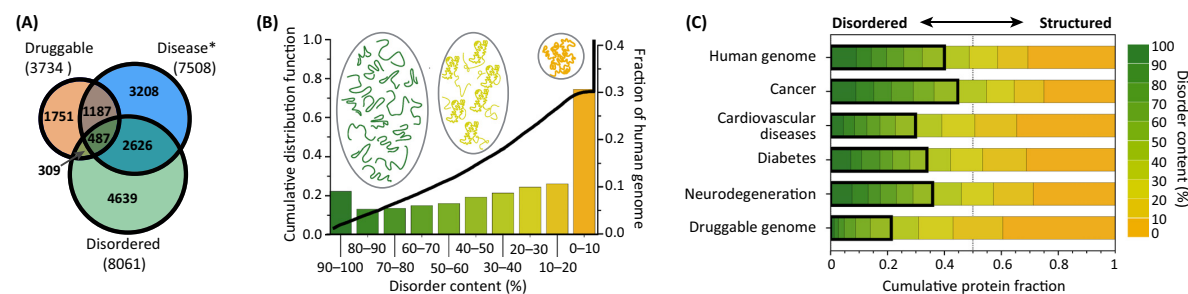 (A)
Druggable
(3734 )
Disease*
(7508)
3208
1751
1187
487
2626
309
4639
Disordered
(8061)
(B)
Cumulative distribution function
1.0
0.8
0.6
0.4
0.2
0.0
Fraction of human genome
0.4
0.3
0.2
0.1
0.0
80–90
60–70
40–50
20–30
0–10
90–100
70–80
50–60
30–40
10–20
Disorder content (%)
(C)
Disordered
Structured
Human genome
Cancer
Cardiovascular
diseases
Diabetes
Neurodegeneration
Druggable genome
0
0.2
0.4
0.6
0.8
1
Cumulative protein fraction
100
90
80
70
60
50
40
30
20
10
0
Disorder content (%)